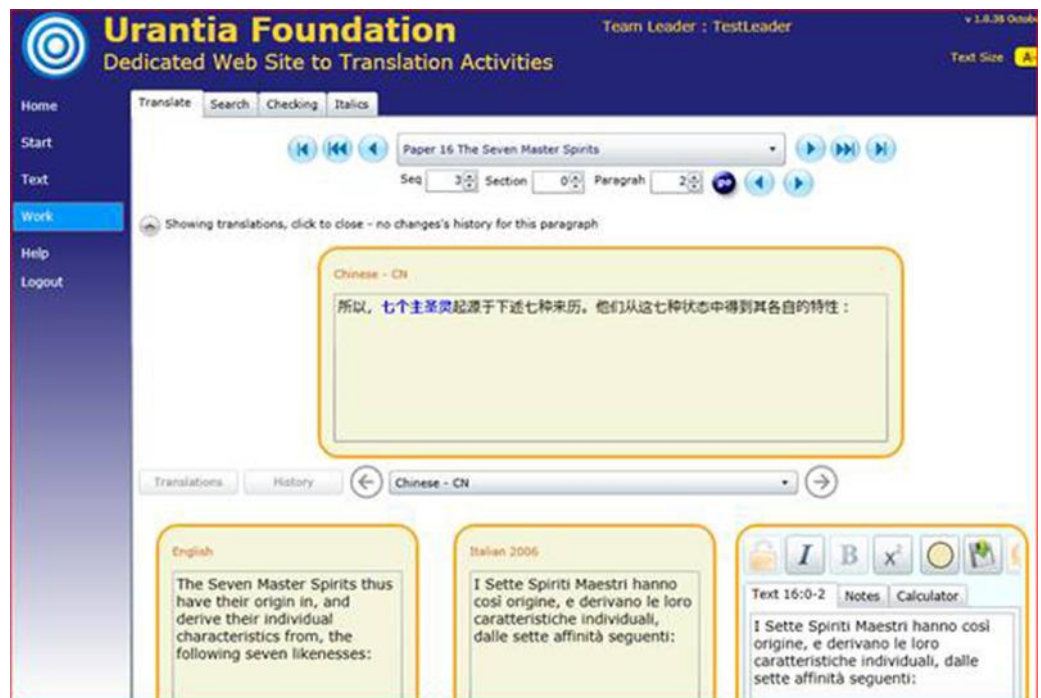 Urantia Foundation
Team Leader : TestLeader
v 1.0.38
Dedicated Web Site to Translation Activities
Text Size
Home
Start
Text
Work
Help
Logout
Translate Search Checking Italics
Paper 16 The Seven Master Spirits
Seq 3 Section 0 Paragrah 2 go
Showing translations, click to close - no changes's history for this paragraph
Chinese - CN
所以，七个主圣灵起源于下述七种来历。他们从这七种状态中得到其各自的特性：
Translations History Chinese - CN
English
The Seven Master Spirits thus
have their origin in, and
derive their individual
characteristics from, the
following seven likenesses:
Italian 2006
I Sette Spiriti Maestri hanno
così origine, e derivano le loro
caratteristiche individuali,
dalle sette affinità seguenti:
I B x²
Text 16:0-2 Notes Calculator
I Sette Spiriti Maestri hanno così
origine, e derivano le loro
caratteristiche individuali, dalle
sette affinità seguenti: